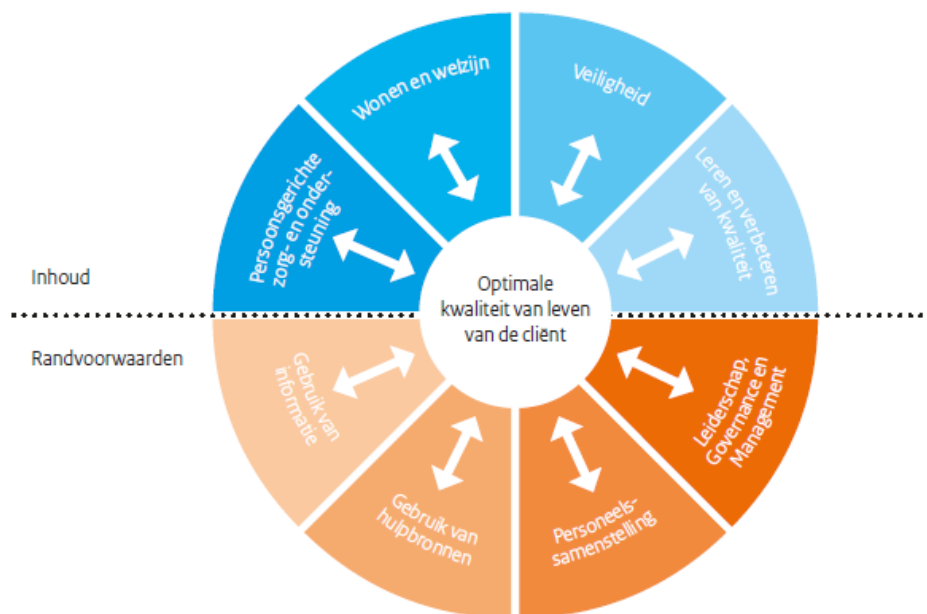 Wonen en welzijn
Veiligheid
Persoonsgerichte
zorg- en onder-
steuning
Leren en verbeteren
van kwaliteit
Inhoud
Optimale
kwaliteit van leven
van de cliënt
Randvoorwaarden
Gebruik van
informatie
Leiderschap,
Governance en
Management
Gebruik van
hulpbronnen
Personeels-
samenstelling